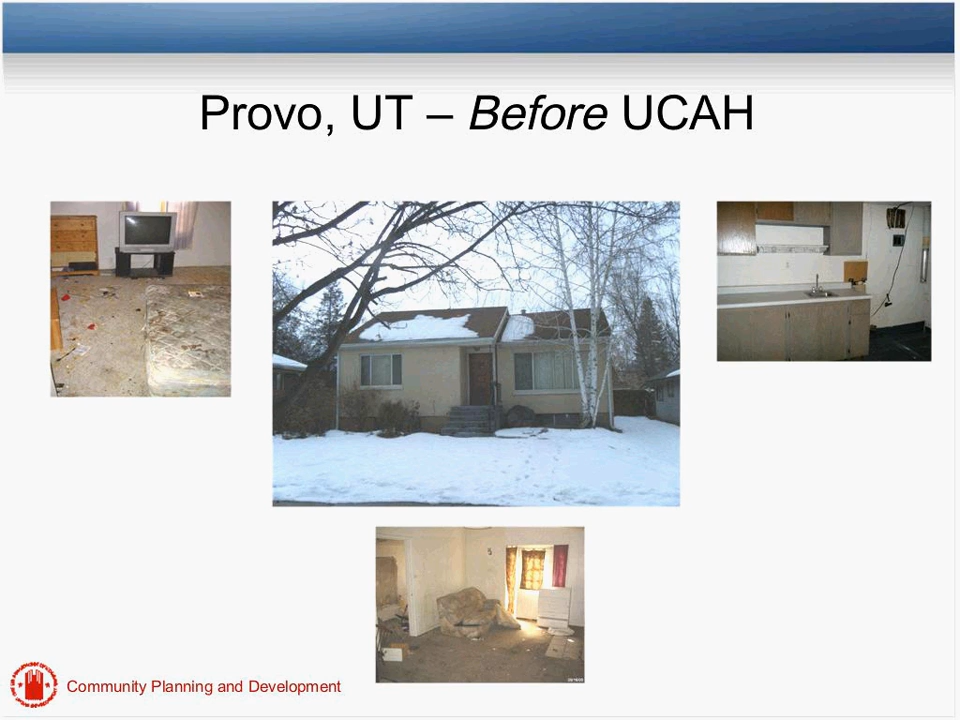 Provo, UT – Before UCAH
Community Planning and Development